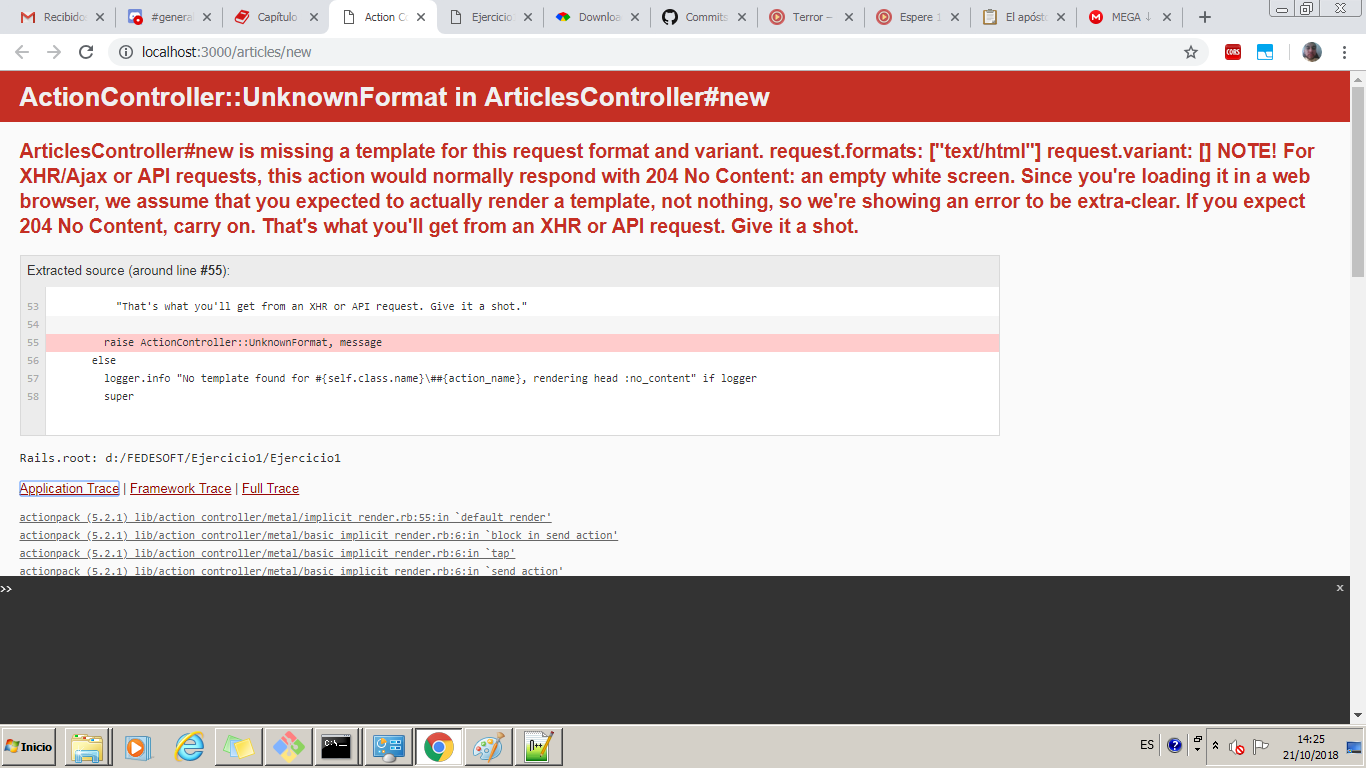 Recibidos
#genera
Capítulo
Action C
Ejercicio
Downloa
Commits
Terror –
Espere 1
El apóst
MEGA
localhost:3000/articles/new
CORS
ActionController::UnknownFormat in ArticlesController#new
ArticlesController#new is missing a template for this request format and variant. request.formats: ["text/html"] request.variant: [] NOTE! For
XHR/Ajax or API requests, this action would normally respond with 204 No Content: an empty white screen. Since you're loading it in a web
browser, we assume that you expected to actually render a template, not nothing, so we're showing an error to be extra-clear. If you expect
204 No Content, carry on. That's what you'll get from an XHR or API request. Give it a shot.
Extracted source (around line #55):
53 "That's what you'll get from an XHR or API request. Give it a shot."
54
55 raise ActionController::UnknownFormat, message
56 else
57 logger.info "No template found for #{self.class.name}\##{action_name}, rendering head :no_content" if logger
58 super
Rails.root: d:/FEDESOFT/Ejercicio1/Ejercicio1
Application Trace | Framework Trace | Full Trace
actionpack (5.2.1) lib/action_controller/metal/implicit_render.rb:55:in `default_render'
actionpack (5.2.1) lib/action_controller/metal/basic_implicit_render.rb:6:in `block in send_action'
actionpack (5.2.1) lib/action_controller/metal/basic_implicit_render.rb:6:in `tap'
actionpack (5.2.1) lib/action_controller/metal/basic_implicit_render.rb:6:in `send_action'
>> x
Inicio
C:\_
ES
14:25
21/10/2018